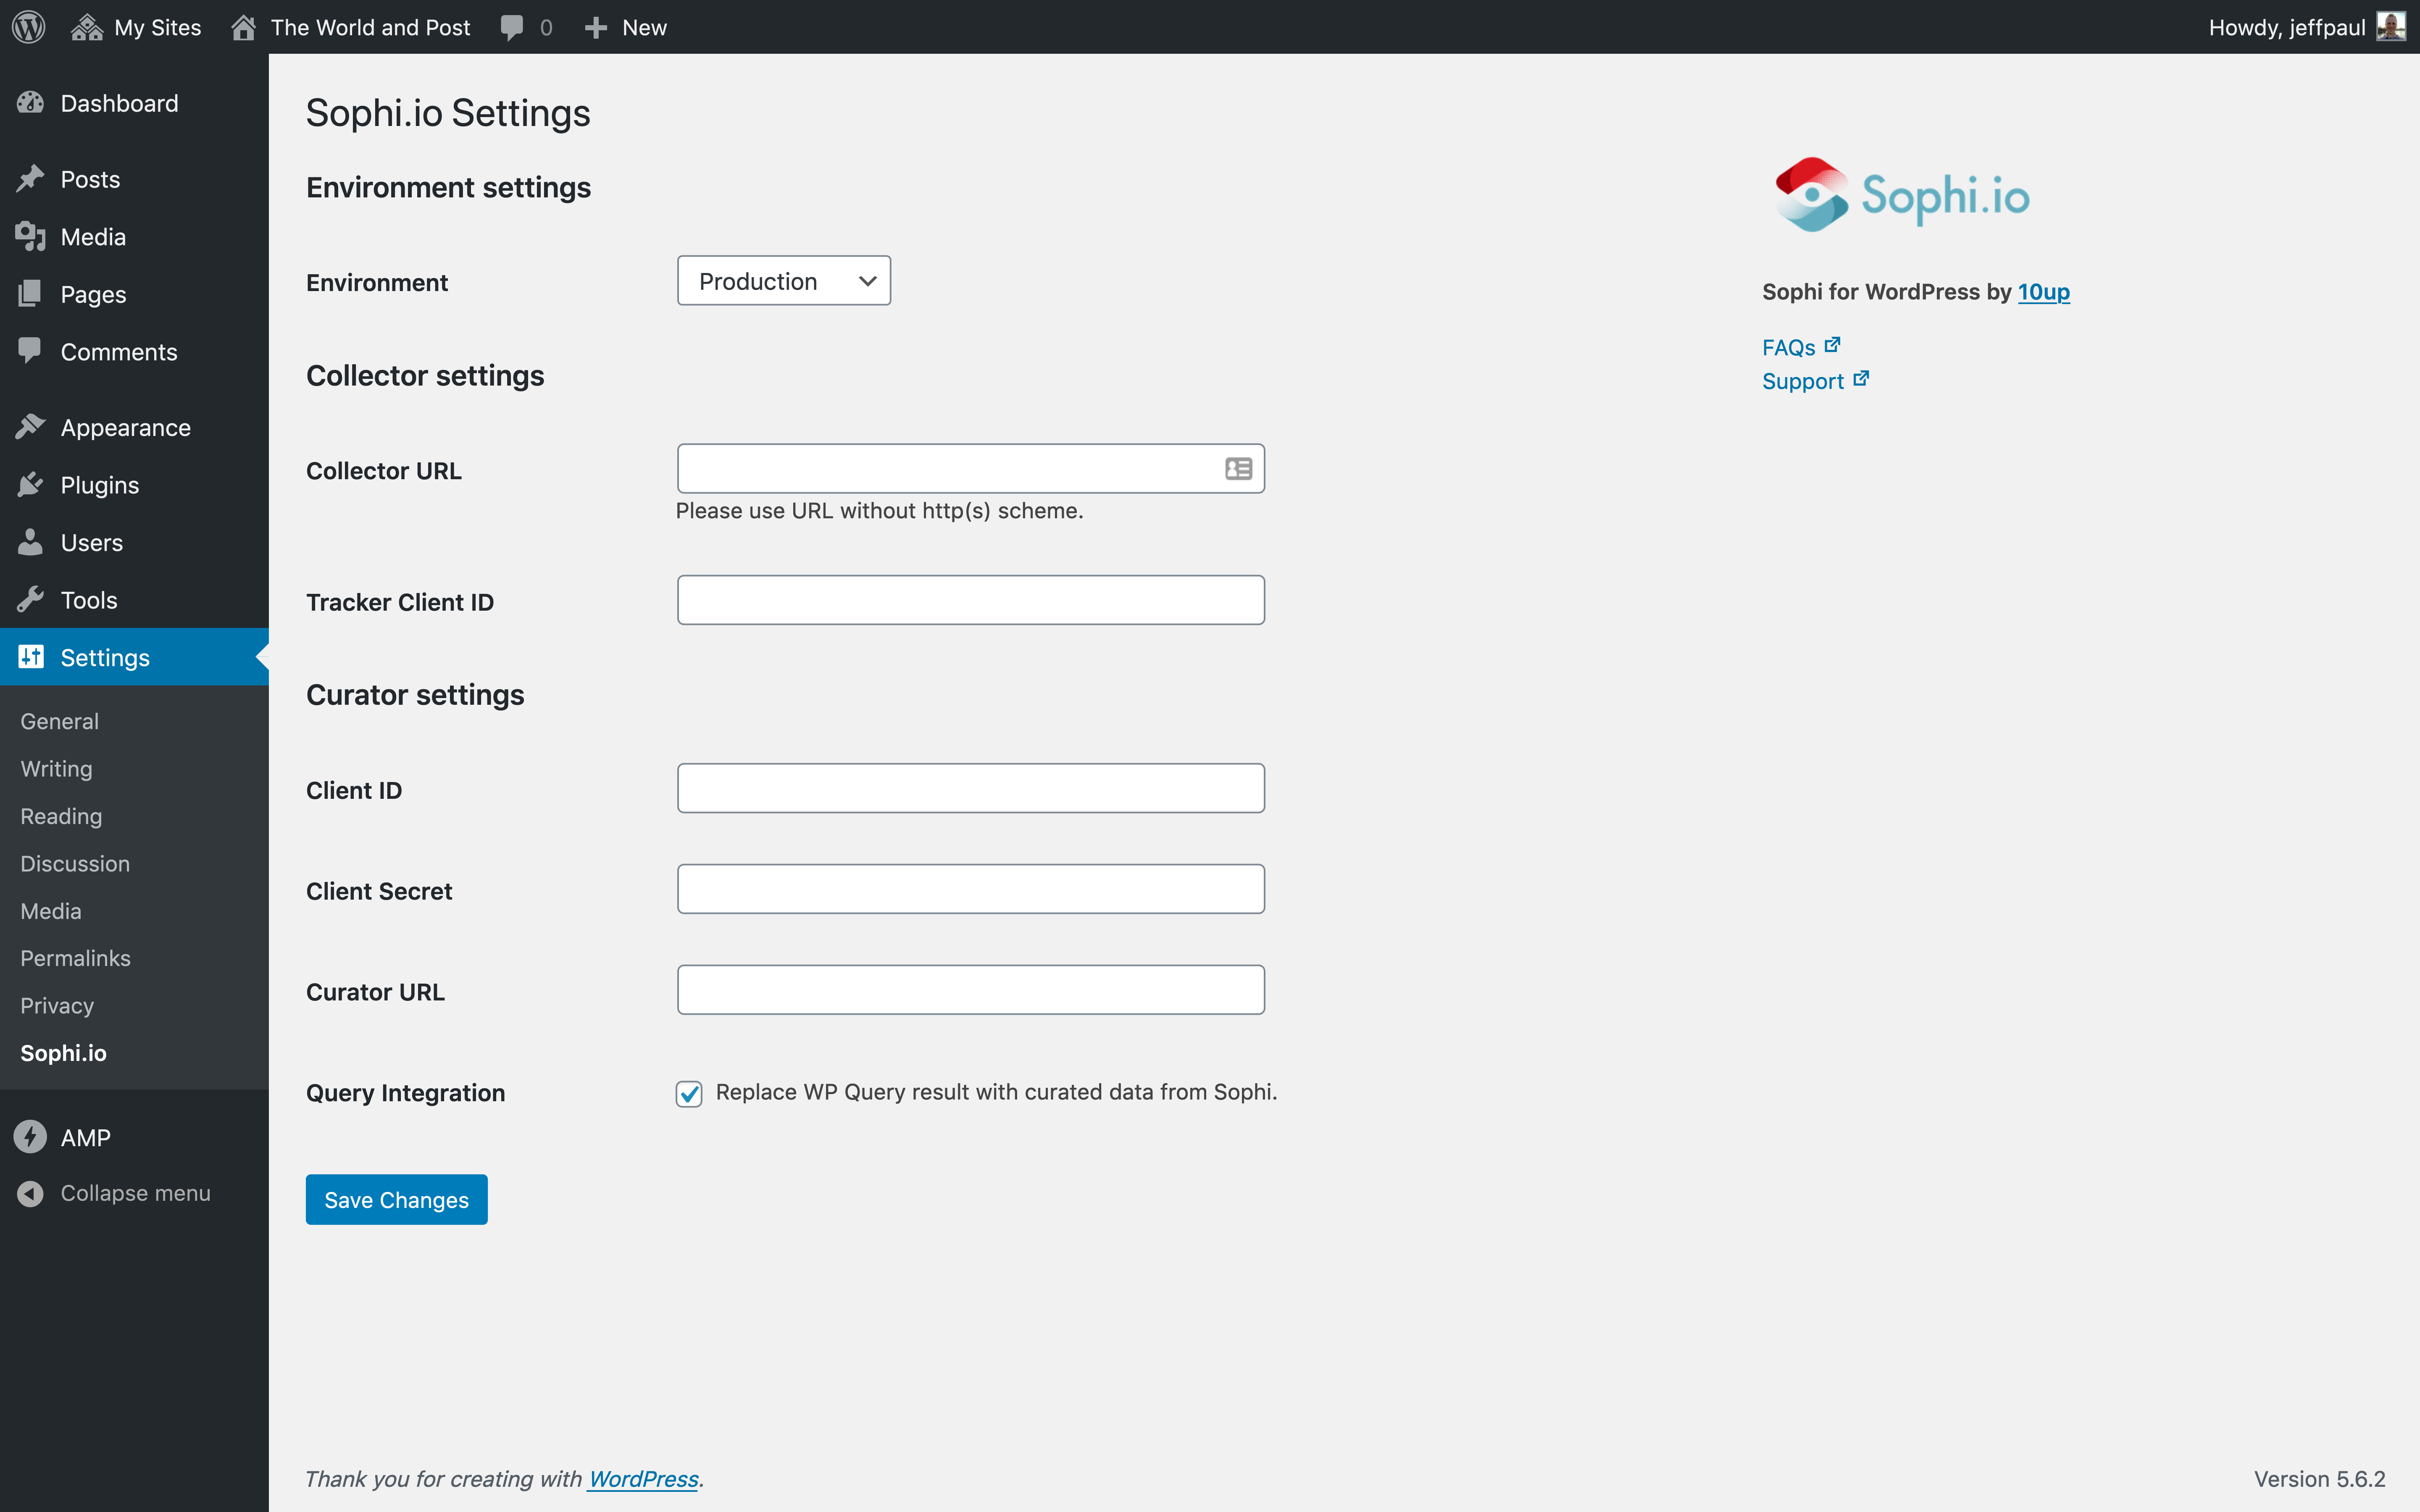 My Sites
The World and Post
0
New
Howdy, jeffpaul
Dashboard
Posts
Media
Pages
Comments
Appearance
Plugins
Users
Tools
Settings
General
Writing
Reading
Discussion
Media
Permalinks
Privacy
Sophi.io
AMP
Collapse menu
Sophi.io Settings
Environment settings
Environment
Production
Collector settings
Collector URL
Please use URL without http(s) scheme.
Tracker Client ID
Curator settings
Client ID
Client Secret
Curator URL
Query Integration
Replace WP Query result with curated data from Sophi.
Save Changes
Sophi.io
Sophi for WordPress by 10up
FAQs
Support
Thank you for creating with WordPress.
Version 5.6.2